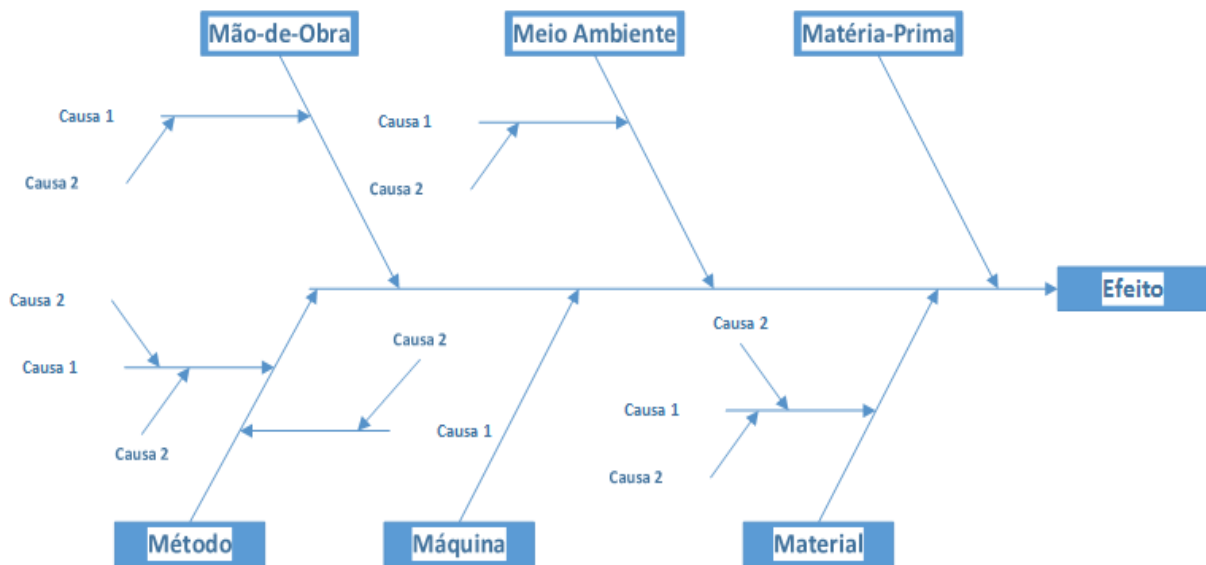 Mão-de-Obra
Meio Ambiente
Matéria-Prima
Causa 1
Causa 1
Causa 2
Causa 2
Efeito
Causa 2
Causa 2
Causa 2
Causa 1
Causa 1
Causa 1
Causa 2
Causa 2
Método
Máquina
Material